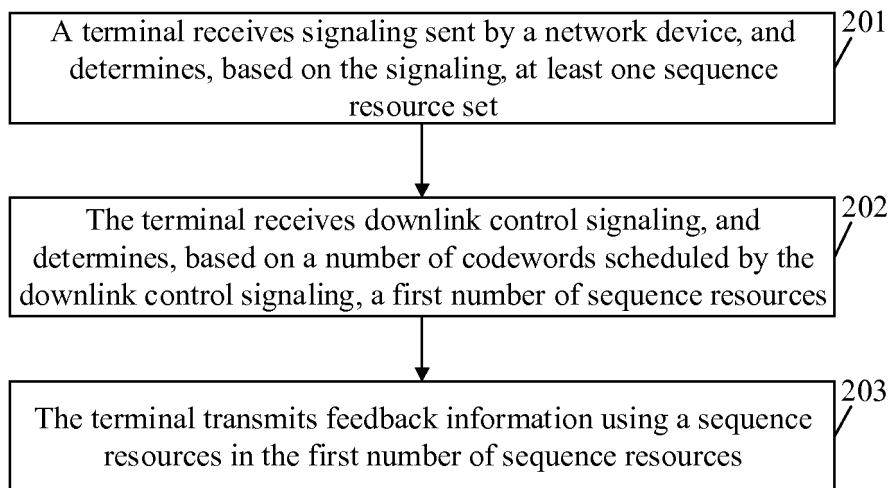 A terminal receives signaling sent by a network device, and
201
determines, based on the signaling, at least one sequence
resource set
The terminal receives downlink control signaling, and
202
determines, based on a number of codewords scheduled by the
downlink control signaling, a first number of sequence resources
203
The terminal transmits feedback information using a sequence
resources in the first number of sequence resources